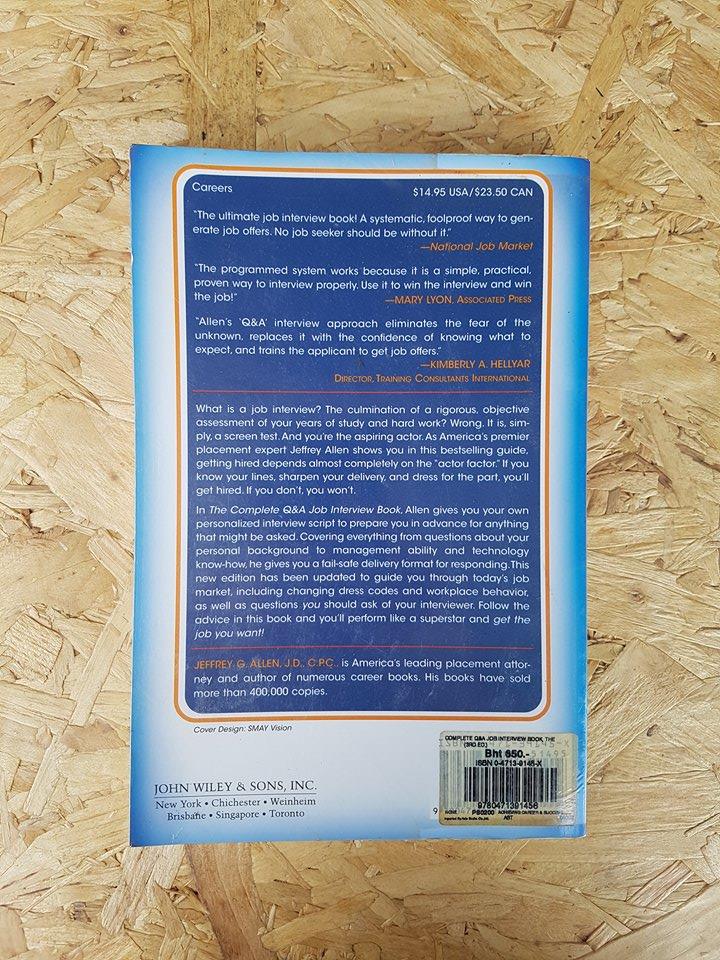 Careers
$14.95 USA/$23.50 CAN
"The ultimate job interview book! A systematic, foolproof way to gen-
erate job offers. No job seeker should be without it."
—National Job Market
"The programmed system works because it is a simple, practical,
proven way to interview properly. Use it to win the interview and win
the job!"
—MARY LYON, ASSOCIATED PRESS
"Allen's 'Q&A' interview approach eliminates the fear of the
unknown, replaces it with the confidence of knowing what to
expect, and trains the applicant to get job offers."
—KIMBERLY A. HELLYAR
DIRECTOR, TRAINING CONSULTANTS INTERNATIONAL
What is a job interview? The culmination of a rigorous, objective
assessment of your years of study and hard work? Wrong. It is, sim-
ply, a screen test. And you're the aspiring actor. As America's premier
placement expert Jeffrey Allen shows you in this bestselling guide,
getting hired depends almost completely on the "actor factor." If you
know your lines, sharpen your delivery, and dress for the part, you'll
get hired. If you don't, you won't.
In The Complete Q&A Job Interview Book, Allen gives you your own
personalized interview script to prepare you in advance for anything
that might be asked. Covering everything from questions about your
personal background to management ability and technology
know-how, he gives you a fail-safe delivery format for responding. This
new edition has been updated to guide you through today's job
market, including changing dress codes and workplace behavior,
as well as questions you should ask of your interviewer. Follow the
advice in this book and you'll perform like a superstar and get the
job you want!
JEFFREY G. ALLEN, J.D., C.P.C., is America's leading placement attor-
ney and author of numerous career books. His books have sold
more than 400,000 copies.
Cover Design: SMAY Vision
JOHN WILEY & SONS, INC.
New York • Chichester • Weinheim
Brisbane • Singapore • Toronto
COMPLETE Q&A JOB INTERVIEW BOOK, THE
(3RD ED.)
Bht 650.-
ISBN 0-4713-9145-X
9780471391456
PS0200